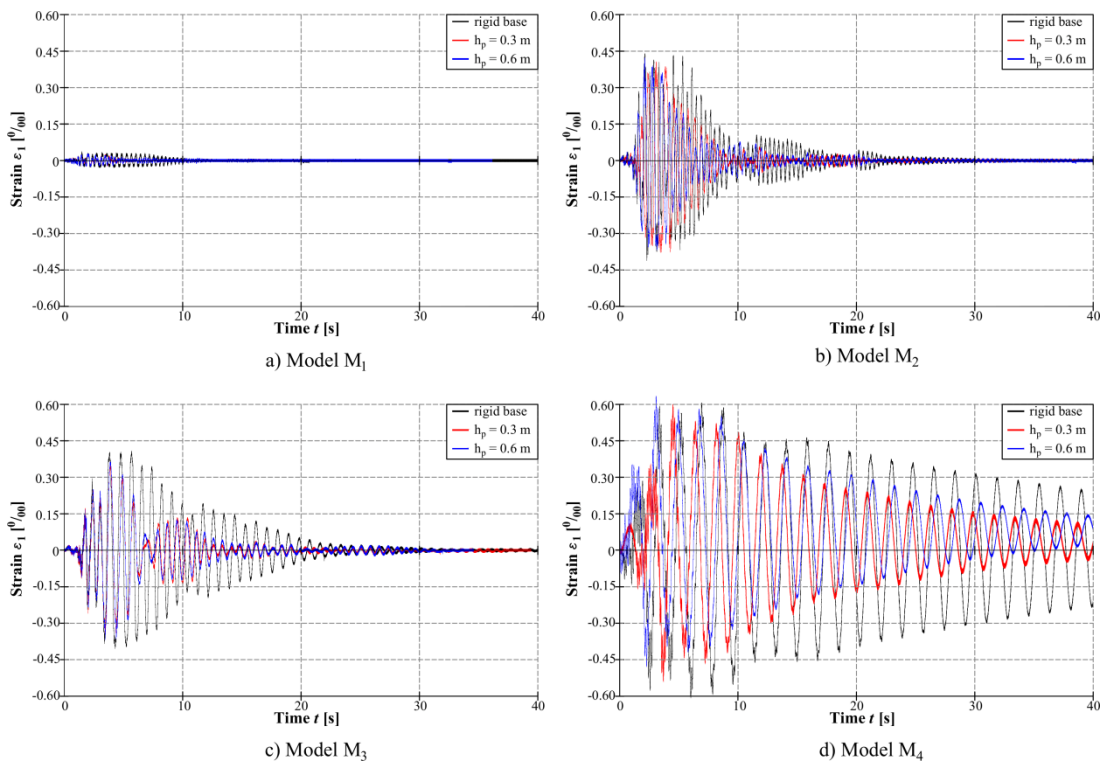 0.60
0.45
0.30
0.15
0
-0.15
-0.30
-0.45
-0.60
Strain ε₁ [⁰/₀₀]
rigid base
hₚ = 0.3 m
hₚ = 0.6 m
0 10 20 30 40
Time t [s]
a) Model M₁
0.60
0.45
0.30
0.15
0
-0.15
-0.30
-0.45
-0.60
Strain ε₁ [⁰/₀₀]
rigid base
hₚ = 0.3 m
hₚ = 0.6 m
0 10 20 30 40
Time t [s]
b) Model M₂
0.60
0.45
0.30
0.15
0
-0.15
-0.30
-0.45
-0.60
Strain ε₁ [⁰/₀₀]
rigid base
hₚ = 0.3 m
hₚ = 0.6 m
0 10 20 30 40
Time t [s]
c) Model M₃
0.60
0.45
0.30
0.15
0
-0.15
-0.30
-0.45
-0.60
Strain ε₁ [⁰/₀₀]
rigid base
hₚ = 0.3 m
hₚ = 0.6 m
0 10 20 30 40
Time t [s]
d) Model M₄